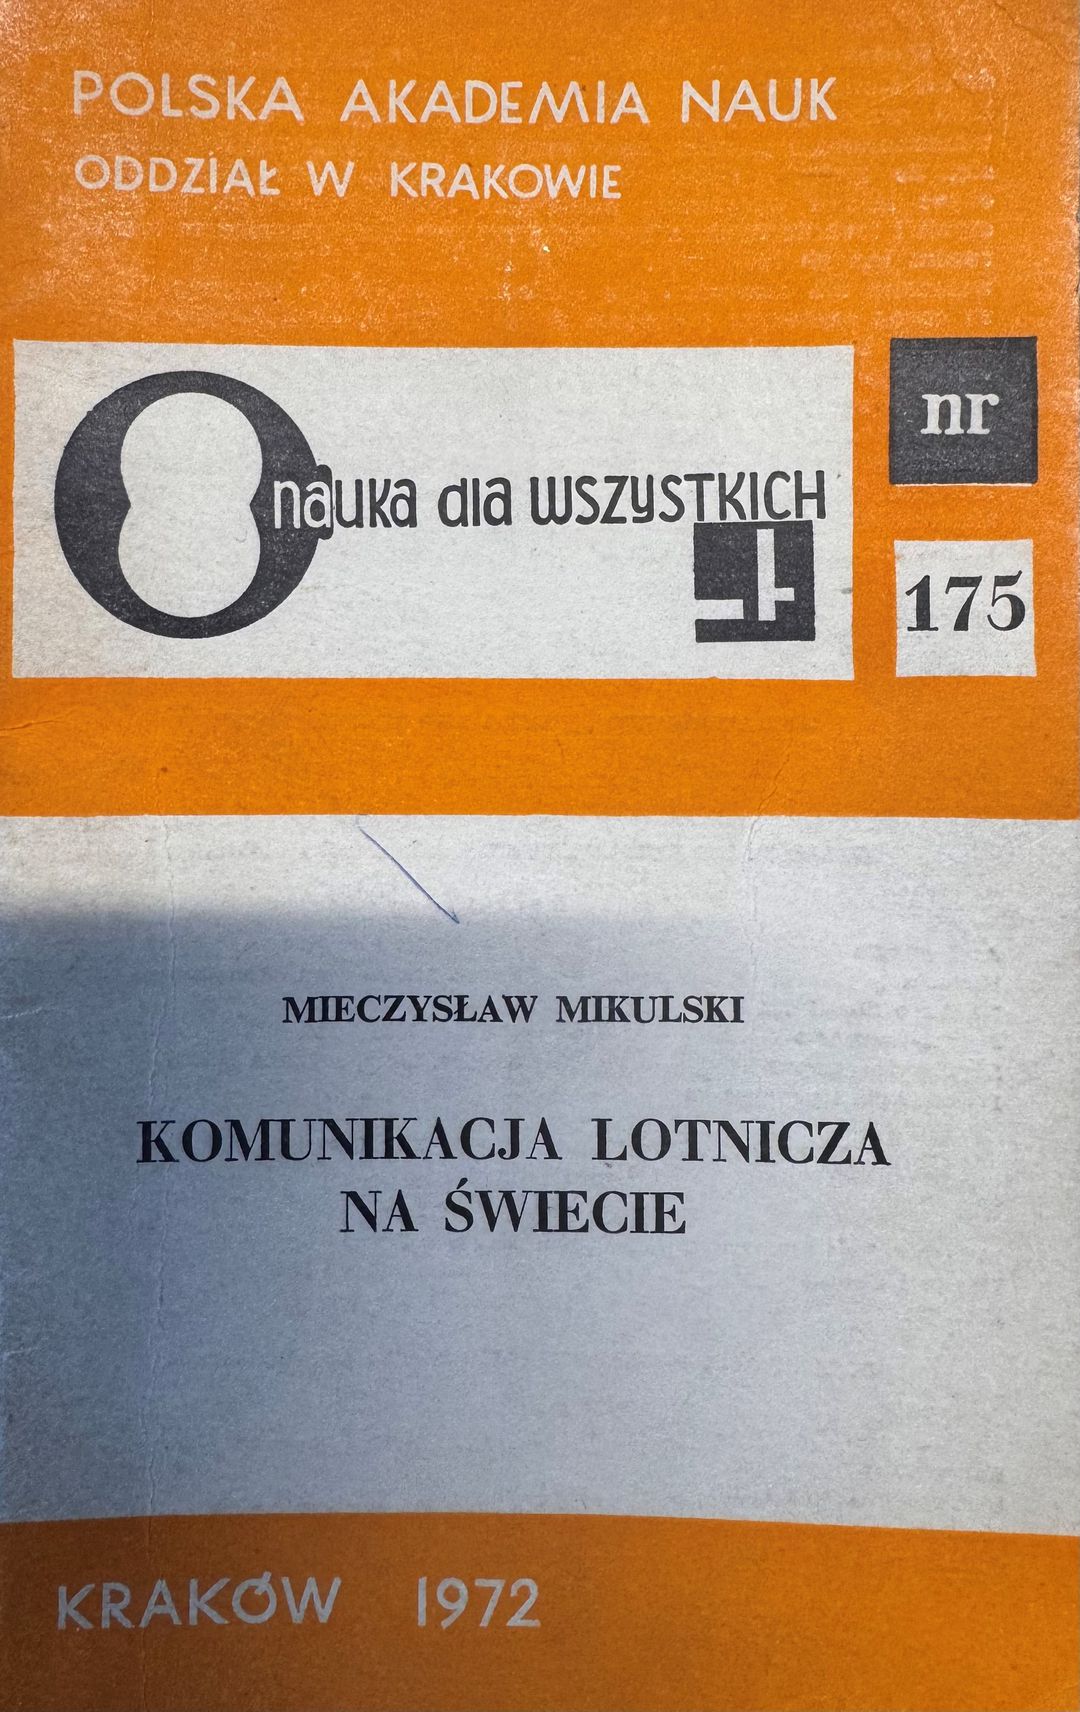 POLSKA AKADEMIA NAUK
ODDZIAŁ W KRAKOWIE
nauka dla wszystkich
nr
175
MIECZYSŁAW MIKULSKI
KOMUNIKACJA LOTNICZA
NA ŚWIECIE
KRAKÓW 1972